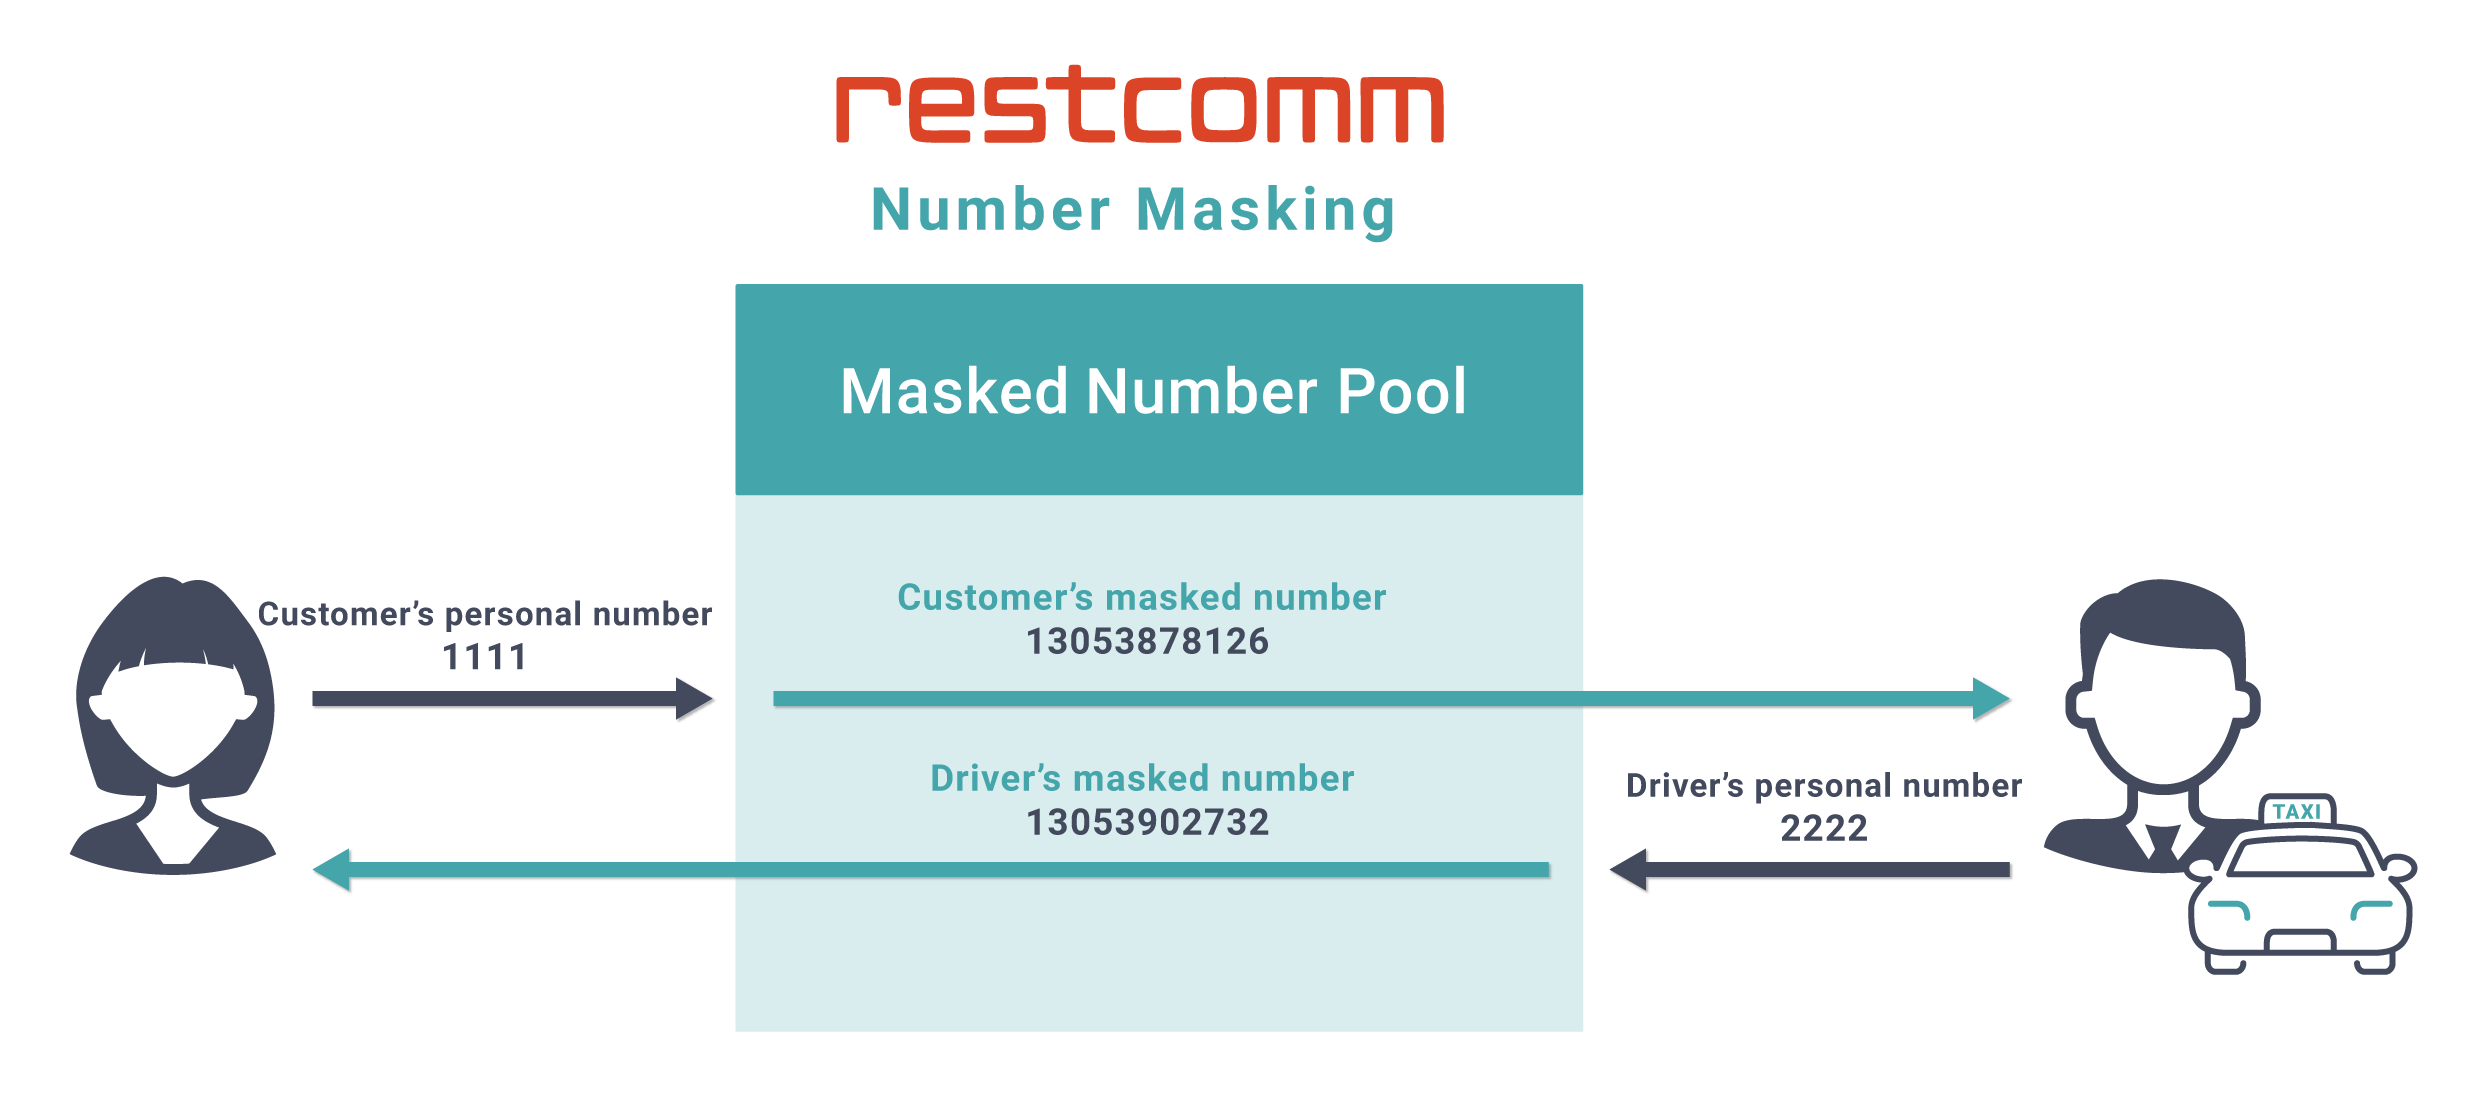 restcomm
Number Masking
Masked Number Pool
Customer’s personal number
1111
Customer’s masked number
13053878126
Driver’s masked number
13053902732
Driver’s personal number
2222
TAXI